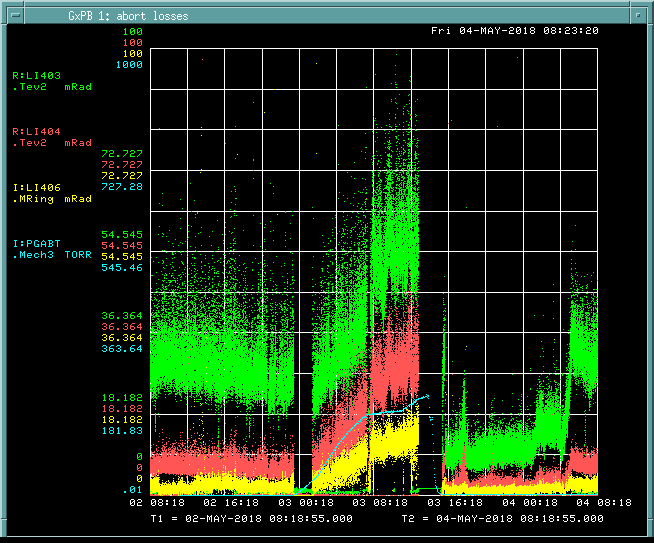 GxPB 1: abort losses
Fri 04-MAY-2018 08:23:20
100
100
100
1000
R:LI403
.Tev2 mRad
R:LI404
.Tev2 mRad
72.727
72.727
72.727
727.28
I:LI406
.MRing mRad
54.545
54.545
54.545
545.46
I:PGABT
.Mech3 TORR
36.364
36.364
36.364
363.64
18.182
18.182
18.182
181.83
0
0
0
.01
02 08:18 02 16:18 03 00:18 03 08:18 03 16:18 04 00:18 04 08:18
T1 = 02-MAY-2018 08:18:55.000 T2 = 04-MAY-2018 08:18:55.000